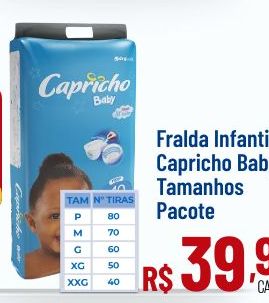 Capricho
Baby
Fralda Infanti
Capricho Bab
Tamanhos
Pacote
TAM Nº TIRAS
P 80
M 70
G 60
XG 50
XXG 40
R$ 39,9
CA